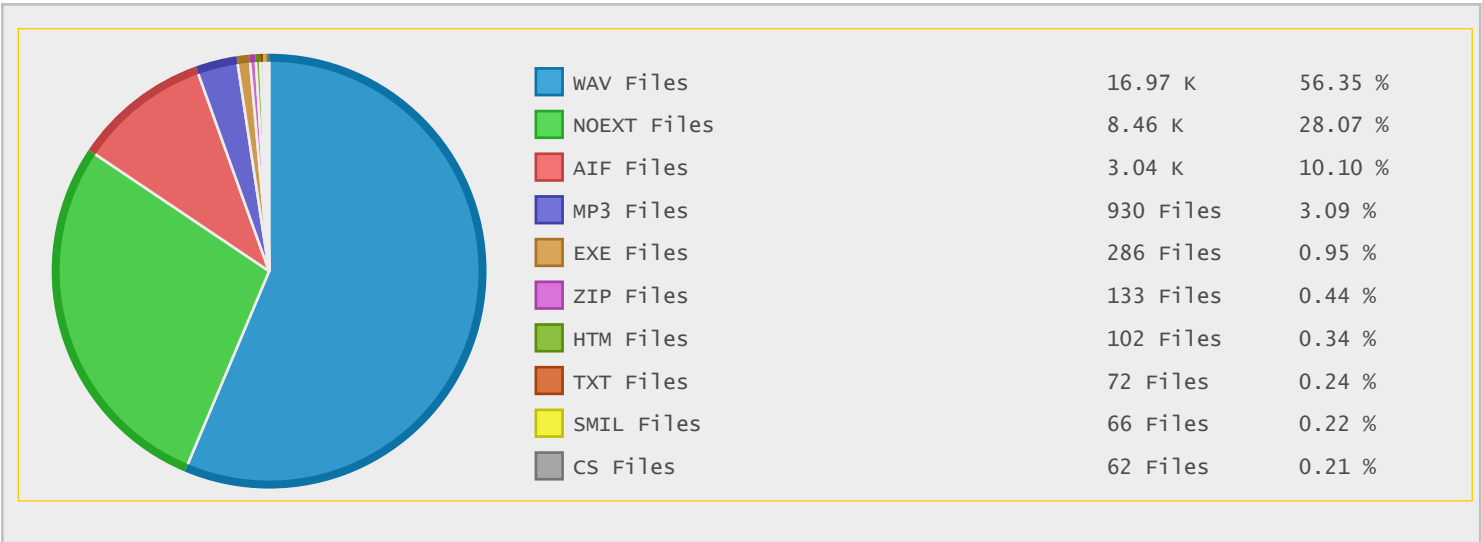 WAV Files 16.97 K 56.35 %
NOEXT Files 8.46 K 28.07 %
AIF Files 3.04 K 10.10 %
MP3 Files 930 Files 3.09 %
EXE Files 286 Files 0.95 %
ZIP Files 133 Files 0.44 %
HTM Files 102 Files 0.34 %
TXT Files 72 Files 0.24 %
SMIL Files 66 Files 0.22 %
CS Files 62 Files 0.21 %